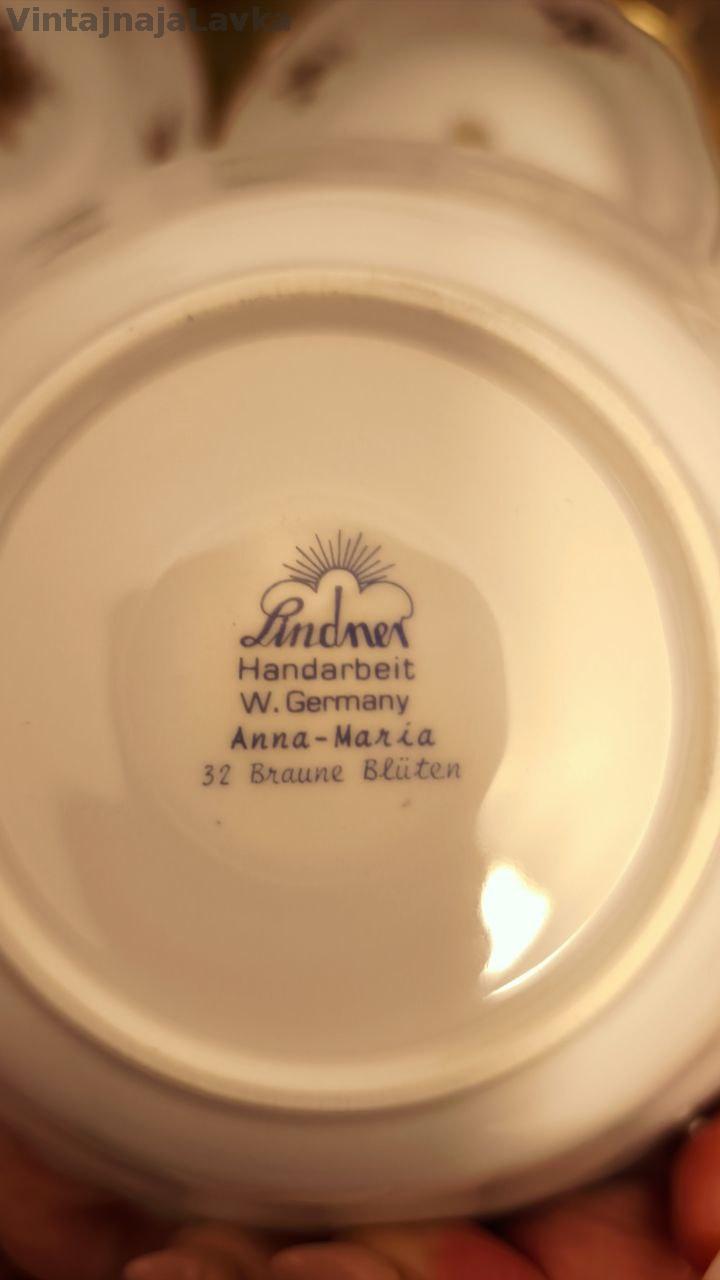 VintajnajaLavka
Lindner
Handarbeit
W. Germany
Anna-Maria
32 Braune Blüten